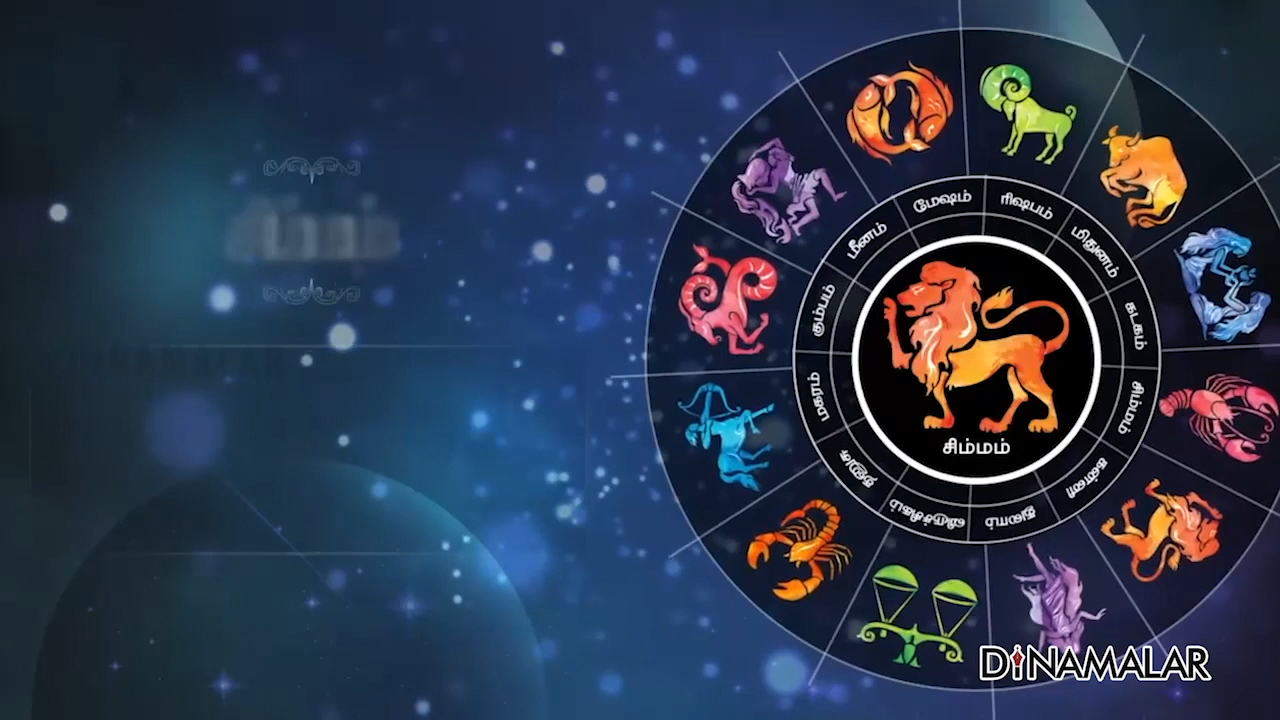 மேஷம்
ரிஷபம்
மிதுனம்
கடகம்
சிம்மம்
கன்னி
துலாம்
விருச்சிகம்
தனுசு
மகரம்
கும்பம்
மீனம்
சிம்மம்
DINAMALAR